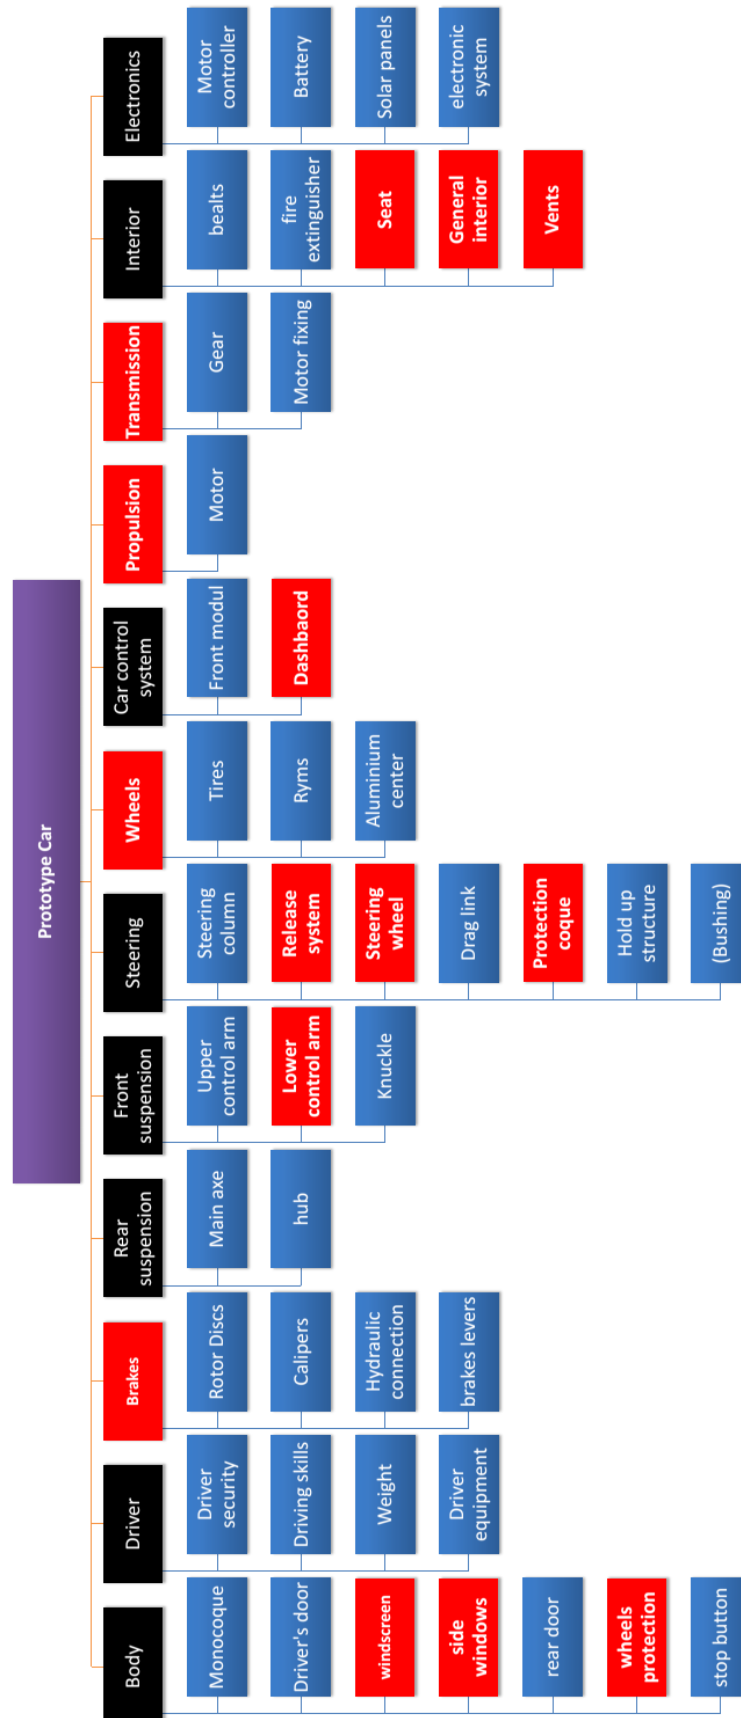 Prototype Car
Body
Monocoque
Driver's door
windscreen
side
windows
rear door
wheels
protection
stop button
Driver
Driver
security
Driving skills
Weight
Driver
equipment
Brakes
Rotor Discs
Calipers
Hydraulic
connection
brakes levers
Rear
suspension
Main axe
hub
Front
suspension
Upper
control arm
Lower
control arm
Knuckle
Steering
Steering
column
Release
system
Steering
wheel
Drag link
Protection
coque
Hold up
structure
(Bushing)
Wheels
Tires
Ryms
Aluminium
center
Car control
system
Front modul
Dashbaord
Propulsion
Motor
Transmission
Gear
Motor fixing
Interior
bealts
fire
extinguisher
Seat
General
interior
Vents
Electronics
Motor
controller
Battery
Solar panels
electronic
system